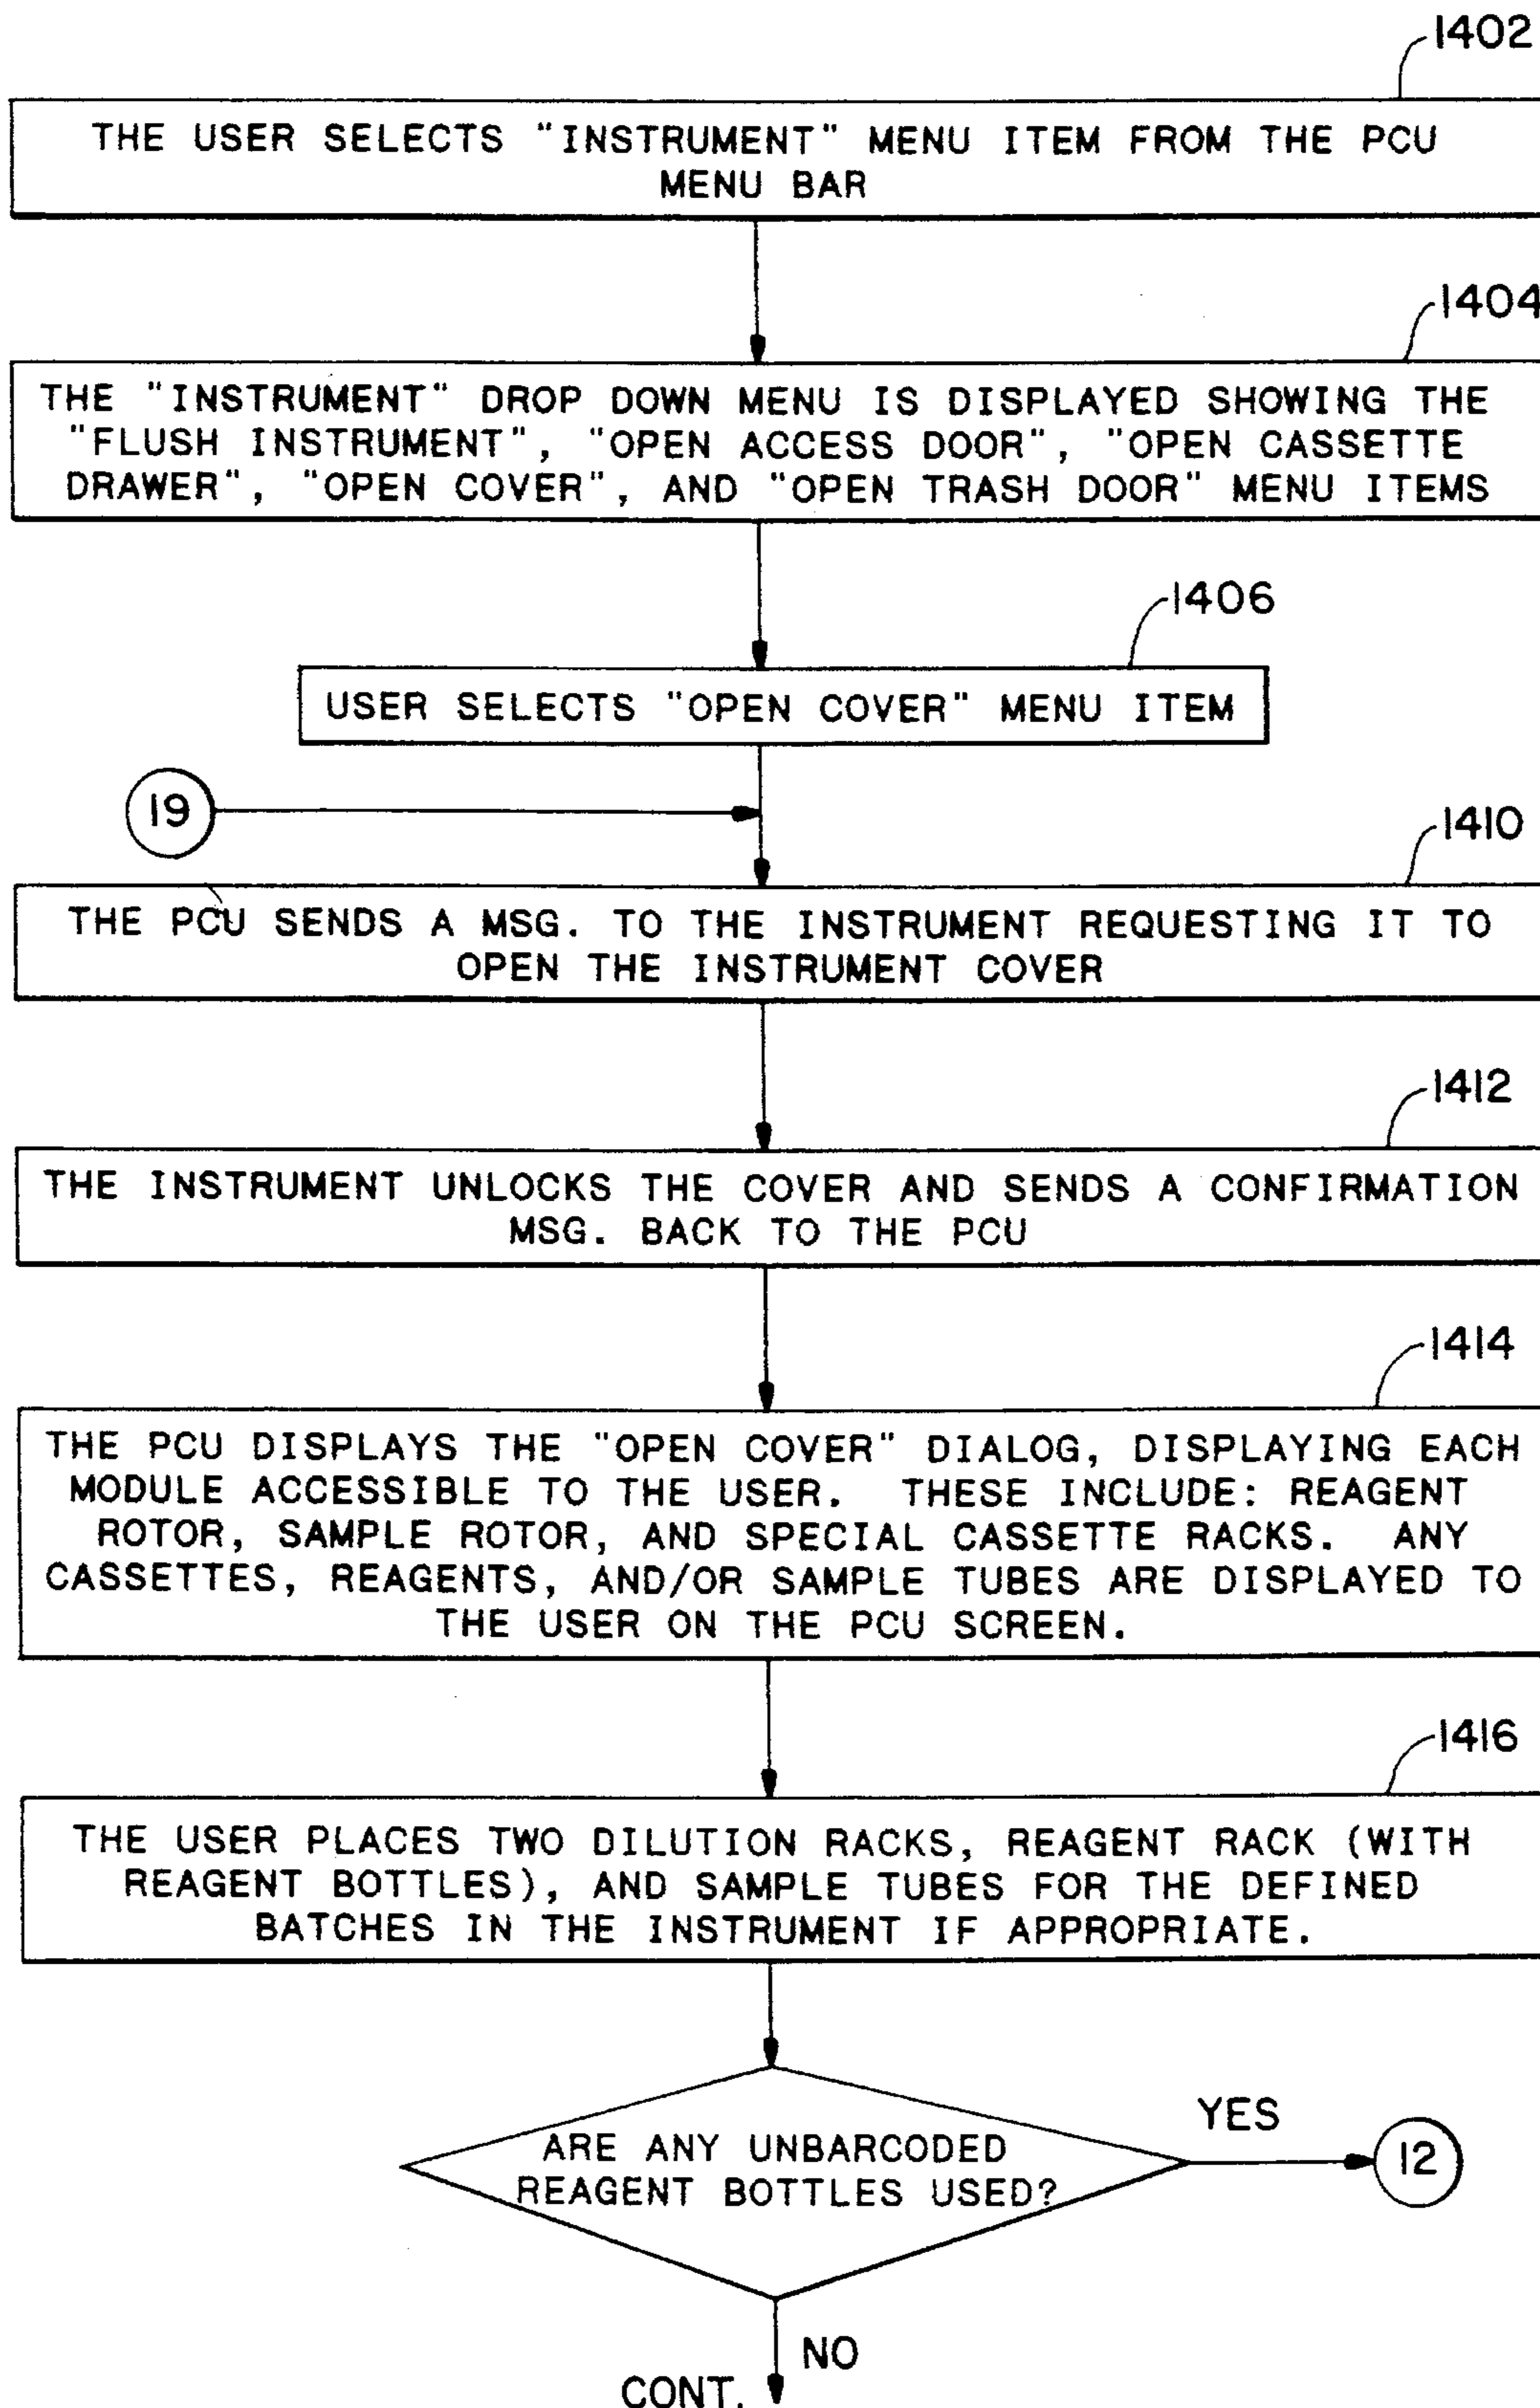 1402
THE USER SELECTS "INSTRUMENT" MENU ITEM FROM THE PCU
MENU BAR
1404
THE "INSTRUMENT" DROP DOWN MENU IS DISPLAYED SHOWING THE
"FLUSH INSTRUMENT", "OPEN ACCESS DOOR", "OPEN CASSETTE
DRAWER", "OPEN COVER", AND "OPEN TRASH DOOR" MENU ITEMS
1406
USER SELECTS "OPEN COVER" MENU ITEM
19
1410
THE PCU SENDS A MSG. TO THE INSTRUMENT REQUESTING IT TO
OPEN THE INSTRUMENT COVER
1412
THE INSTRUMENT UNLOCKS THE COVER AND SENDS A CONFIRMATION
MSG. BACK TO THE PCU
1414
THE PCU DISPLAYS THE "OPEN COVER" DIALOG, DISPLAYING EACH
MODULE ACCESSIBLE TO THE USER. THESE INCLUDE: REAGENT
ROTOR, SAMPLE ROTOR, AND SPECIAL CASSETTE RACKS. ANY
CASSETTES, REAGENTS, AND/OR SAMPLE TUBES ARE DISPLAYED TO
THE USER ON THE PCU SCREEN.
1416
THE USER PLACES TWO DILUTION RACKS, REAGENT RACK (WITH
REAGENT BOTTLES), AND SAMPLE TUBES FOR THE DEFINED
BATCHES IN THE INSTRUMENT IF APPROPRIATE.
ARE ANY UNBARCODED
REAGENT BOTTLES USED?
YES
12
NO
CONT.